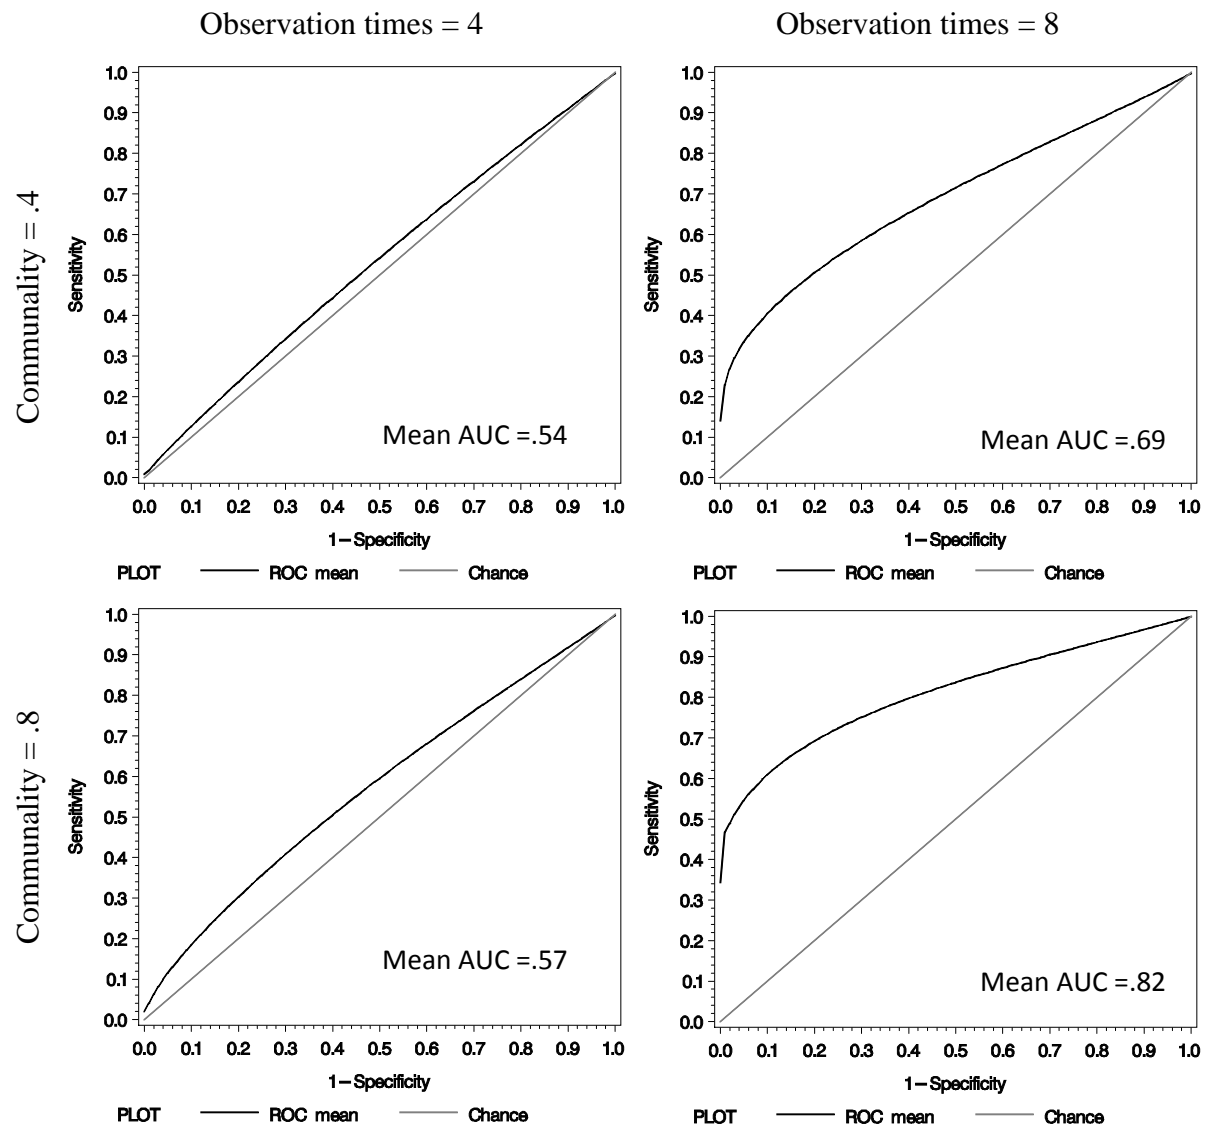 Observation times = 4
Observation times = 8
Communality = .4
Sensitivity
1.0
0.9
0.8
0.7
0.6
0.5
0.4
0.3
0.2
0.1
0.0
Mean AUC =.54
0.0 0.1 0.2 0.3 0.4 0.5 0.6 0.7 0.8 0.9 1.0
1−Specificity
PLOT ROC mean Chance
Sensitivity
1.0
0.9
0.8
0.7
0.6
0.5
0.4
0.3
0.2
0.1
0.0
Mean AUC =.69
0.0 0.1 0.2 0.3 0.4 0.5 0.6 0.7 0.8 0.9 1.0
1−Specificity
PLOT ROC mean Chance
Communality = .8
Sensitivity
1.0
0.9
0.8
0.7
0.6
0.5
0.4
0.3
0.2
0.1
0.0
Mean AUC =.57
0.0 0.1 0.2 0.3 0.4 0.5 0.6 0.7 0.8 0.9 1.0
1−Specificity
PLOT ROC mean Chance
Sensitivity
1.0
0.9
0.8
0.7
0.6
0.5
0.4
0.3
0.2
0.1
0.0
Mean AUC =.82
0.0 0.1 0.2 0.3 0.4 0.5 0.6 0.7 0.8 0.9 1.0
1−Specificity
PLOT ROC mean Chance